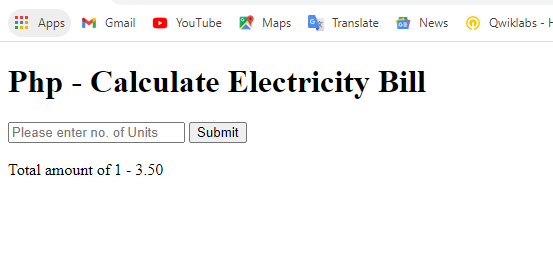 Apps Gmail YouTube Maps Translate News Qwiklabs - H
Php - Calculate Electricity Bill
Please enter no. of Units Submit
Total amount of 1 - 3.50